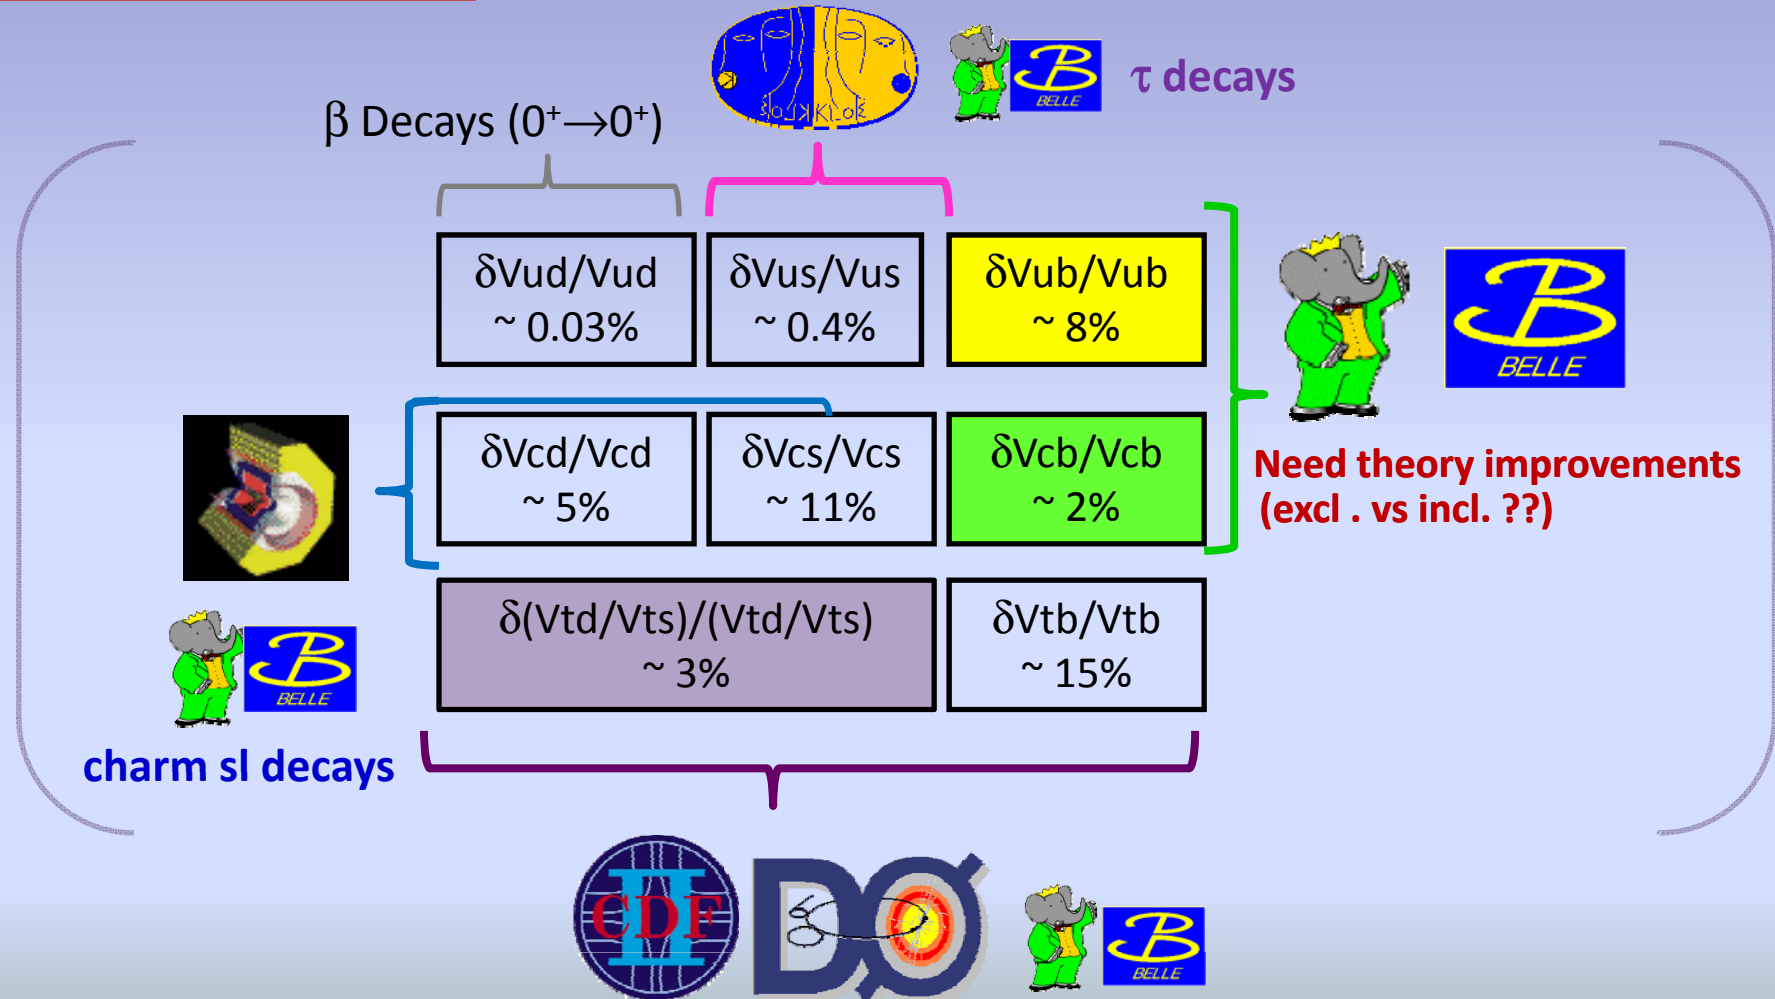 KLOE
BELLE
τ decays
β Decays (0⁺→0⁺)
δVud/Vud
~ 0.03%
δVus/Vus
~ 0.4%
δVub/Vub
~ 8%
B
BELLE
δVcd/Vcd
~ 5%
δVcs/Vcs
~ 11%
δVcb/Vcb
~ 2%
Need theory improvements
(excl . vs incl. ??)
δ(Vtd/Vts)/(Vtd/Vts)
~ 3%
δVtb/Vtb
~ 15%
B
BELLE
charm sl decays
CDF
II
DØ
B
BELLE